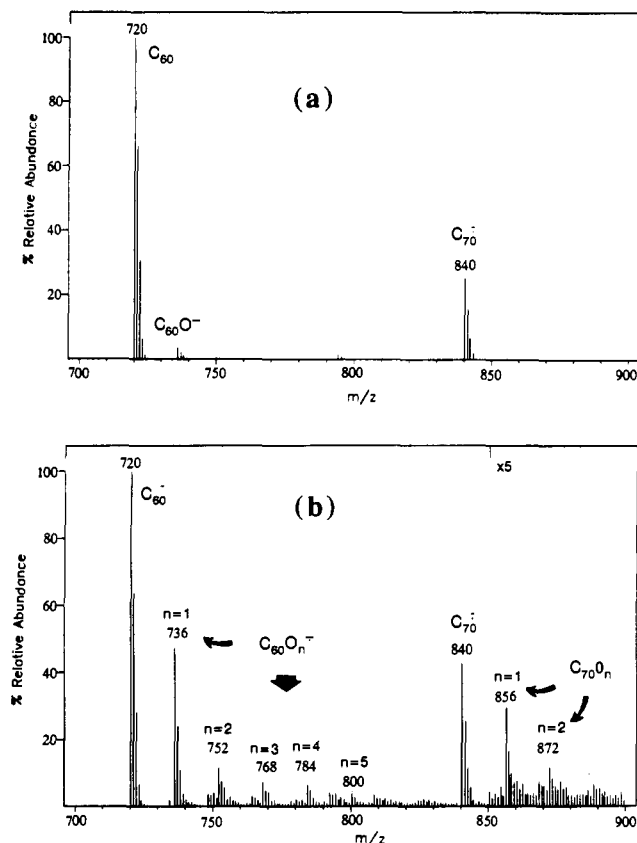 720
C60
(a)
C70-
840
C60O-
100
80
60
40
20
% Relative Abundance
700
750
800
850
900
m/z
720
x5
C60-
(b)
n=1
736
C60On-
C70-
840
n=1
856
C70On
n=2
752
n=3
768
n=4
784
n=5
800
n=2
872
100
80
60
40
20
% Relative Abundance
700
750
800
850
900
m/z